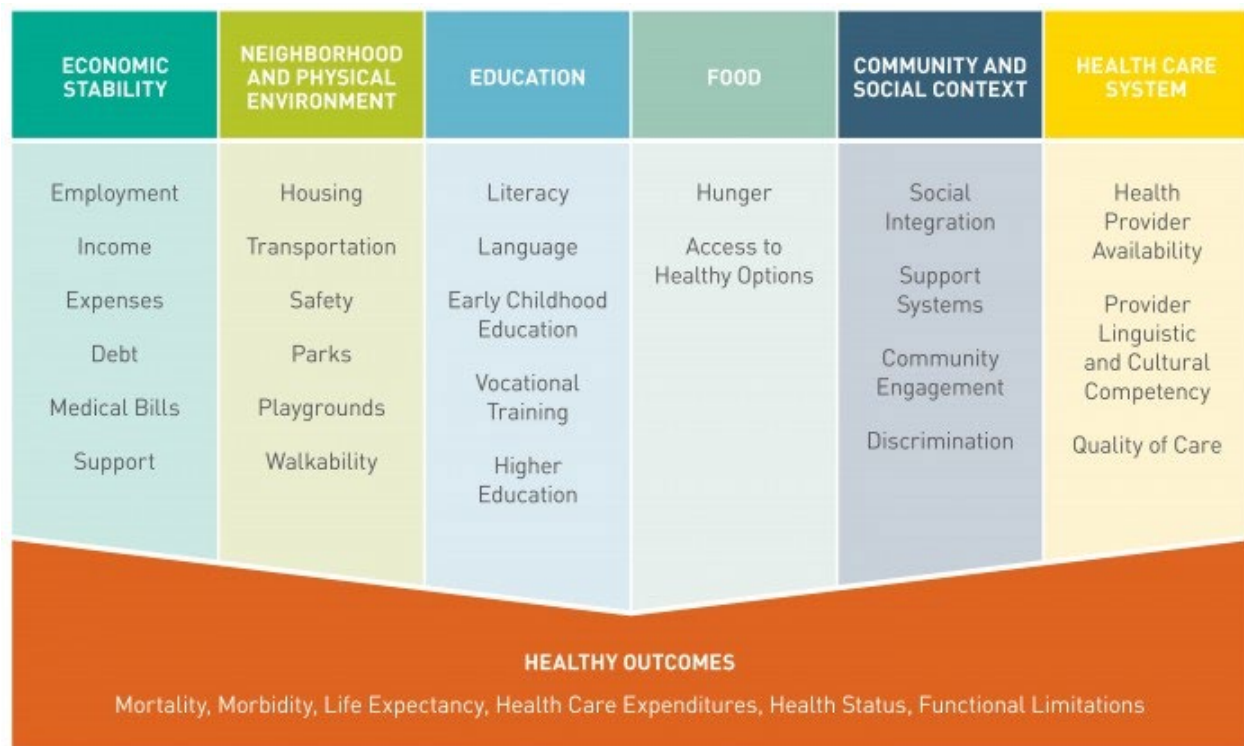 ECONOMIC
STABILITY
NEIGHBORHOOD
AND PHYSICAL
ENVIRONMENT
EDUCATION
FOOD
COMMUNITY AND
SOCIAL CONTEXT
HEALTH CARE
SYSTEM
Employment
Income
Expenses
Debt
Medical Bills
Support
Housing
Transportation
Safety
Parks
Playgrounds
Walkability
Literacy
Language
Early Childhood
Education
Vocational
Training
Higher
Education
Hunger
Access to
Healthy Options
Social
Integration
Support
Systems
Community
Engagement
Discrimination
Health
Provider
Availability
Provider
Linguistic
and Cultural
Competency
Quality of Care
HEALTHY OUTCOMES
Mortality, Morbidity, Life Expectancy, Health Care Expenditures, Health Status, Functional Limitations